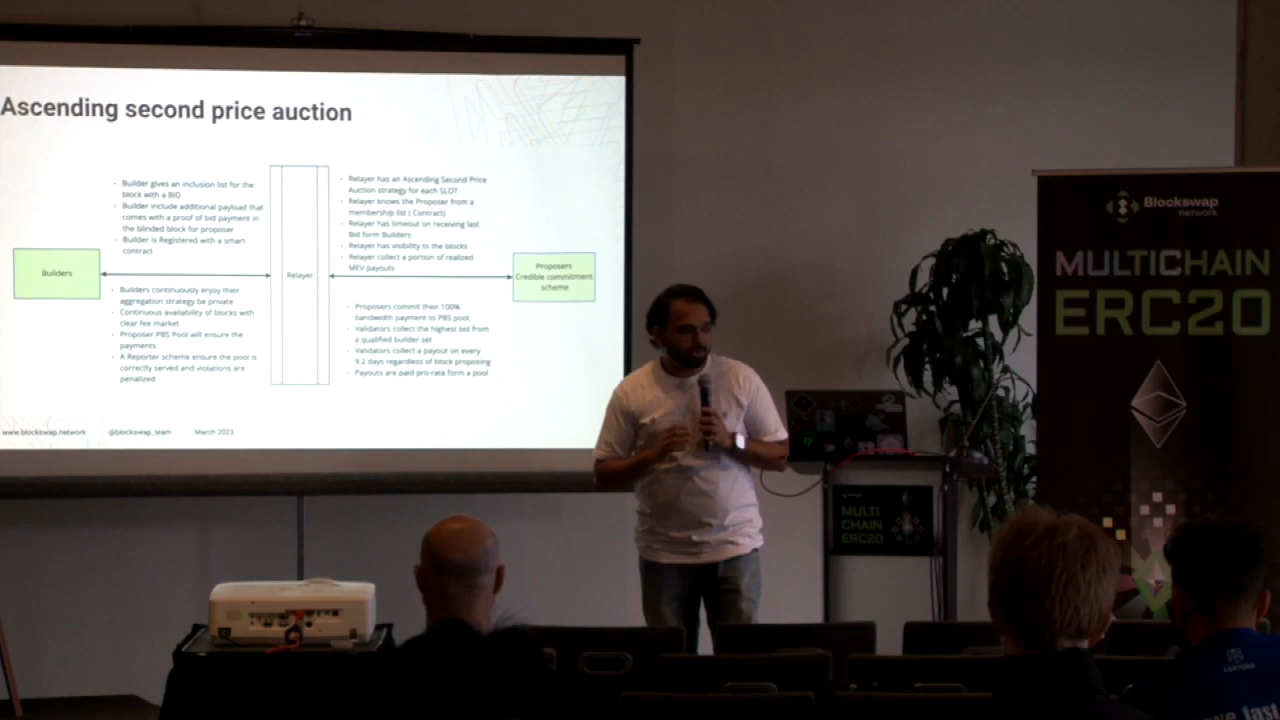 Ascending second price auction
Builder gives an inclusion list for the
block with a BID
Builder include additional payload that
comes with a proof of bid payment in
the blinded block for proposer
Builder is Registered with a smart-
contract
Builders
Builders continuously enjoy their
aggregation strategy be private
Continuous availability of blocks with
clear fee market
Proposer PBS Pool will ensure the
payments
A Reporter scheme ensure the pool is
correctly served and violations are
penalized
Relayer
Relayer has an Ascending Second Price
Auction strategy for each SLOT
Relayer knows the Proposer from a
membership list ( Contract)
Relayer has timeout on receiving last
Bid form Builders
Relayer has visibility to the blocks
Relayer collect a portion of realized
MEV payouts
Proposers
Credible commitment
scheme
Proposers commit their 100%
bandwidth payment to PBS pool.
Validators collect the highest bid from
a qualified builder set
Validators collect a payout on every
9.2 days regardless of block proposing
Payouts are paid pro-rata form a pool
www.blockswap.network @blockswap_team March 2023
Blockswap
network
MULTICHAIN
ERC20
MULTI
CHAIN
ERC20
CERTORA